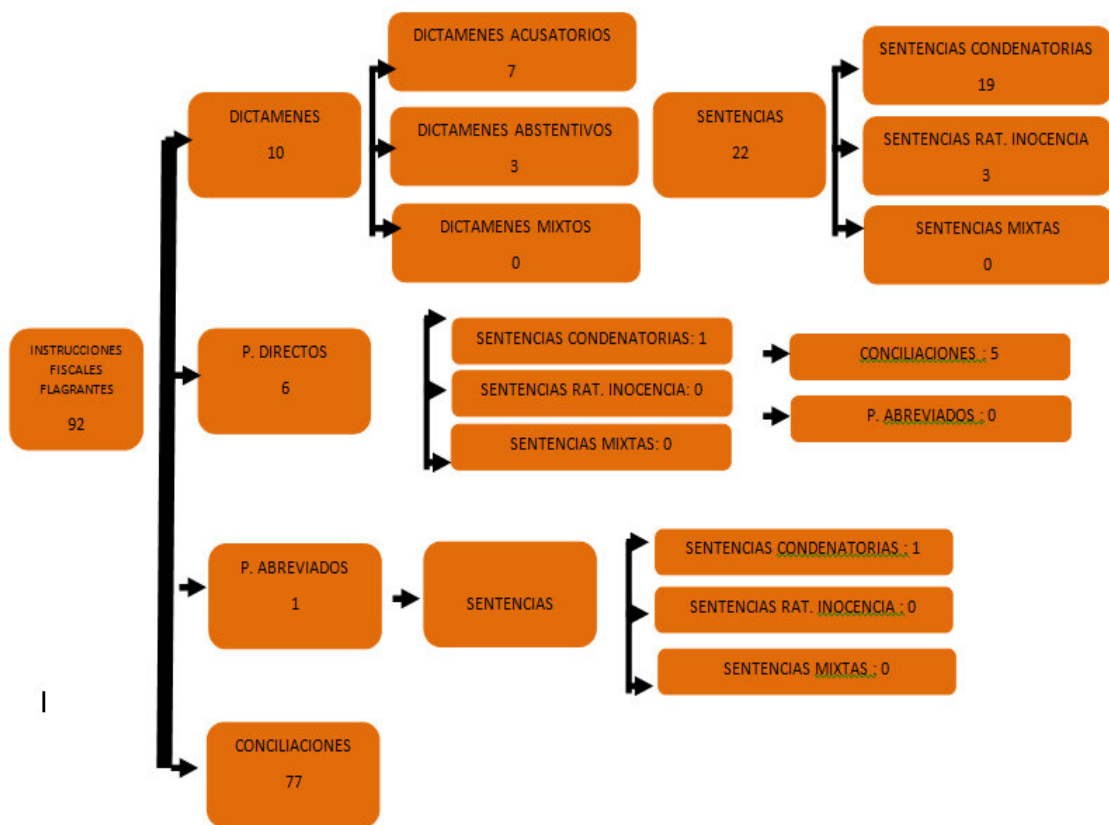 DICTAMENES ACUSATORIOS
7
SENTENCIAS CONDENATORIAS
19
DICTAMENES
10
DICTAMENES ABSTENTIVOS
3
SENTENCIAS
22
SENTENCIAS RAT. INOCENCIA
3
DICTAMENES MIXTOS
0
SENTENCIAS MIXTAS
0
INSTRUCCIONES
FISCALES
FLAGRANTES
92
P. DIRECTOS
6
SENTENCIAS CONDENATORIAS: 1
SENTENCIAS RAT. INOCENCIA: 0
SENTENCIAS MIXTAS: 0
CONCILIACIONES : 5
P. ABREVIADOS : 0
P. ABREVIADOS
1
SENTENCIAS
SENTENCIAS CONDENATORIAS : 1
SENTENCIAS RAT. INOCENCIA : 0
SENTENCIAS MIXTAS : 0
CONCILIACIONES
77